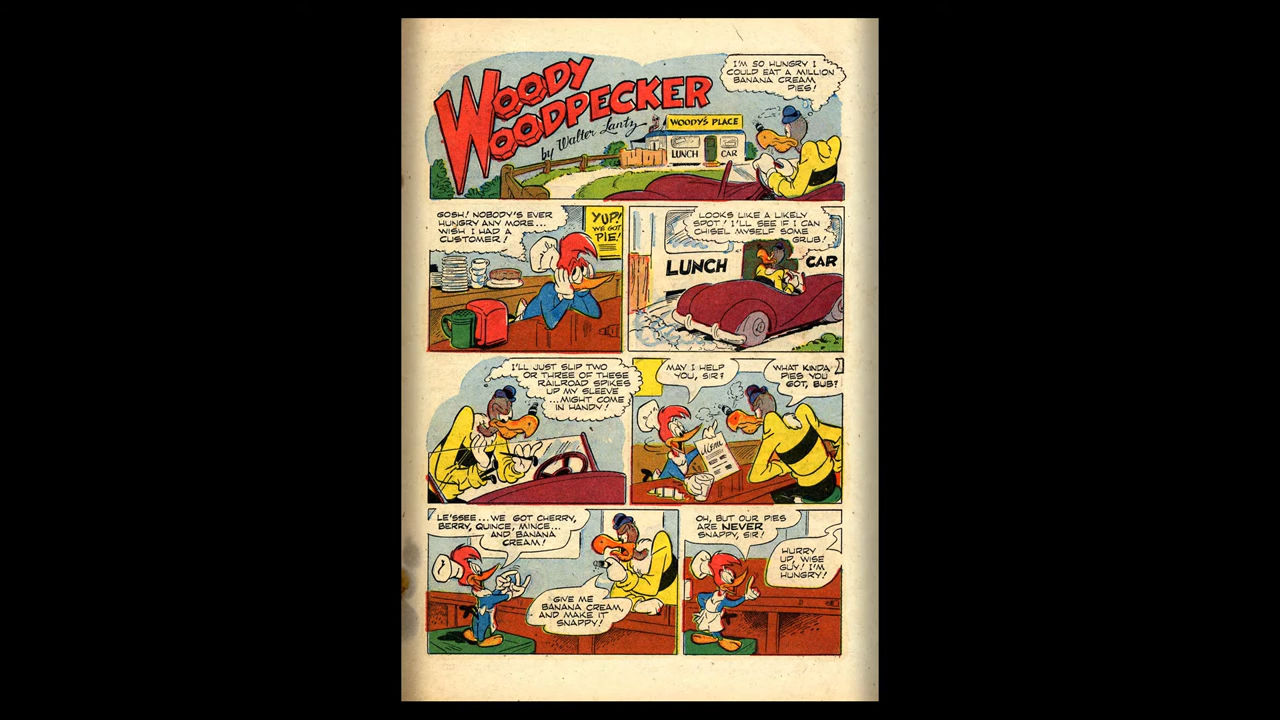 WOODY
WOODPECKER
by Walter Lantz
I'M SO HUNGRY I
COULD EAT A MILLION
BANANA CREAM
PIES!
WOODY'S PLACE
LUNCH CAR
GOSH! NOBODY'S EVER
HUNGRY ANY MORE...
WISH I HAD A
CUSTOMER!
YUP!
WE GOT
PIE!
LOOKS LIKE A LIKELY
SPOT! I'LL SEE IF I CAN
CHISEL MYSELF SOME
GRUB!
LUNCH CAR
I'LL JUST SLIP TWO
OR THREE OF THESE
RAILROAD SPIKES
UP MY SLEEVE
...MIGHT COME
IN HANDY!
MAY I HELP
YOU, SIR?
WHAT KINDA
PIES YOU
GOT, BUB?
MENU
LE'SSEE...WE GOT CHERRY,
BERRY, QUINCE, MINCE...
AND BANANA
CREAM!
GIVE ME
BANANA CREAM,
AND MAKE IT
SNAPPY!
OH, BUT OUR PIES
ARE NEVER
SNAPPY, SIR!
HURRY
UP, WISE
GUY! I'M
HUNGRY!